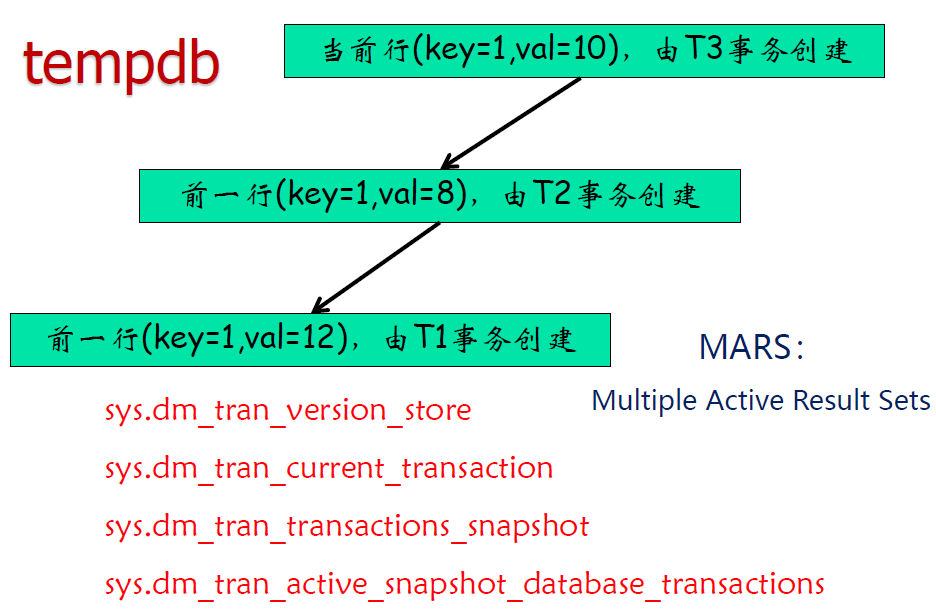 tempdb
当前行(key=1,val=10)，由T3事务创建
前一行(key=1,val=8)，由T2事务创建
前一行(key=1,val=12)，由T1事务创建
MARS：
Multiple Active Result Sets
sys.dm_tran_version_store
sys.dm_tran_current_transaction
sys.dm_tran_transactions_snapshot
sys.dm_tran_active_snapshot_database_transactions